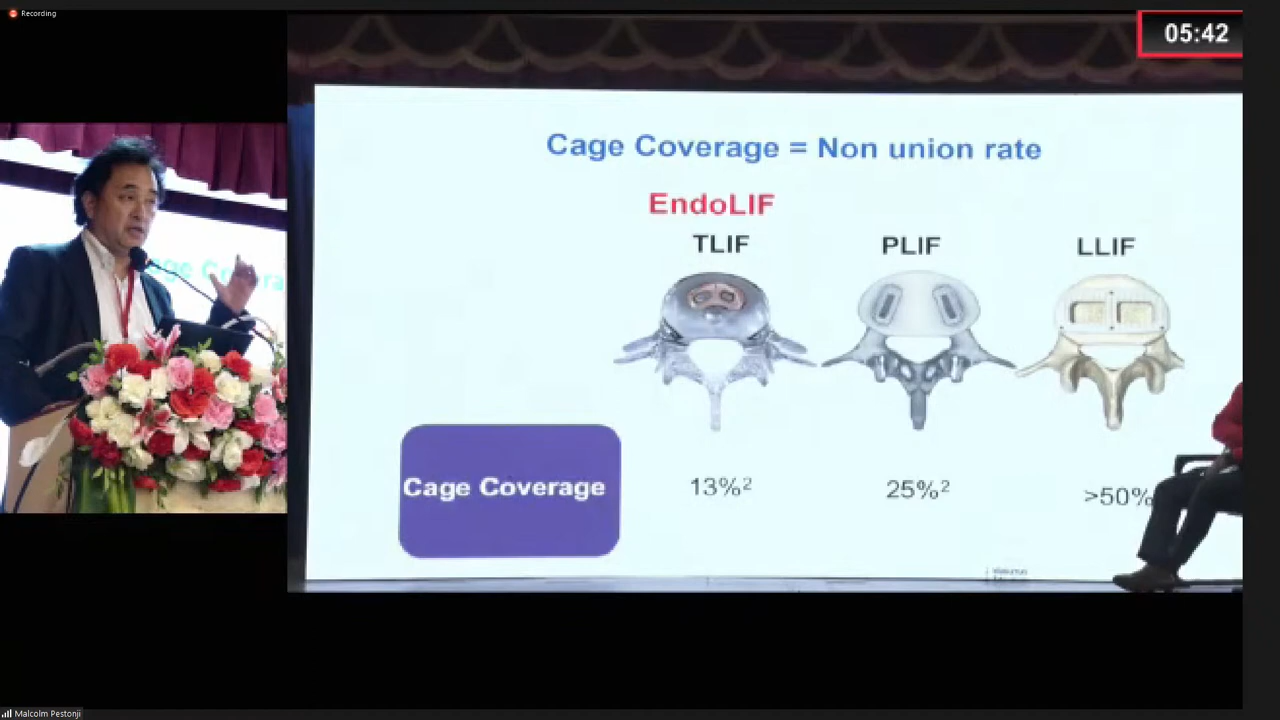 Recording
05:42
Cage Coverage = Non union rate
EndoLIF
TLIF PLIF LLIF
Cage Coverage 13%² 25%² >50%
Malcolm Pestonji